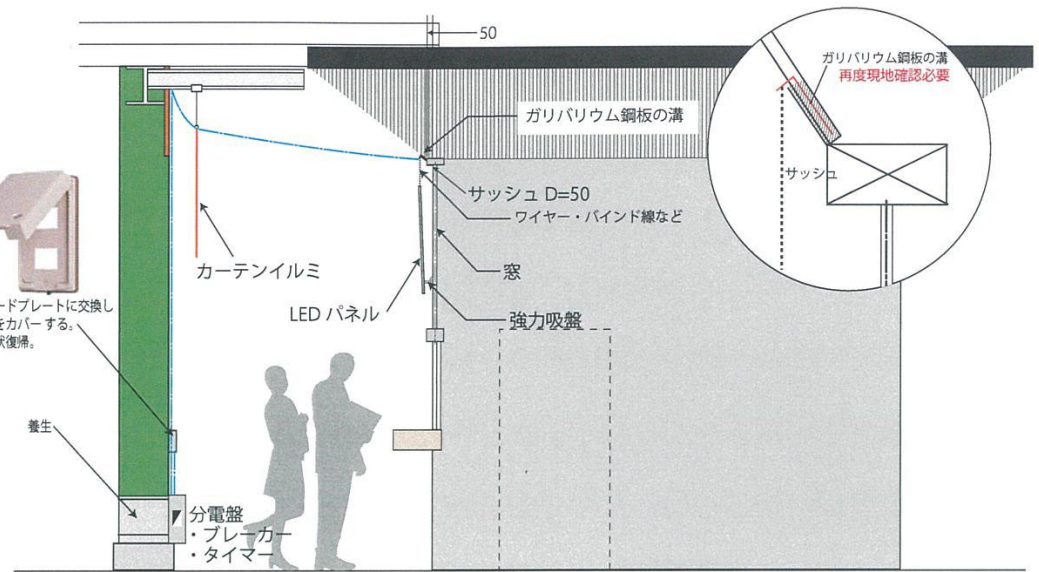 50
ガリバリウム鋼板の溝
再度現地確認必要
ガリバリウム鋼板の溝
サッシュ
サッシュ D=50
ワイヤー・バインド線など
カーテンイルミ
窓
LED パネル
強力吸盤
ードプレートに交換し
をカバーする。
状復帰。
養生
分電盤
・ブレーカー
・タイマー